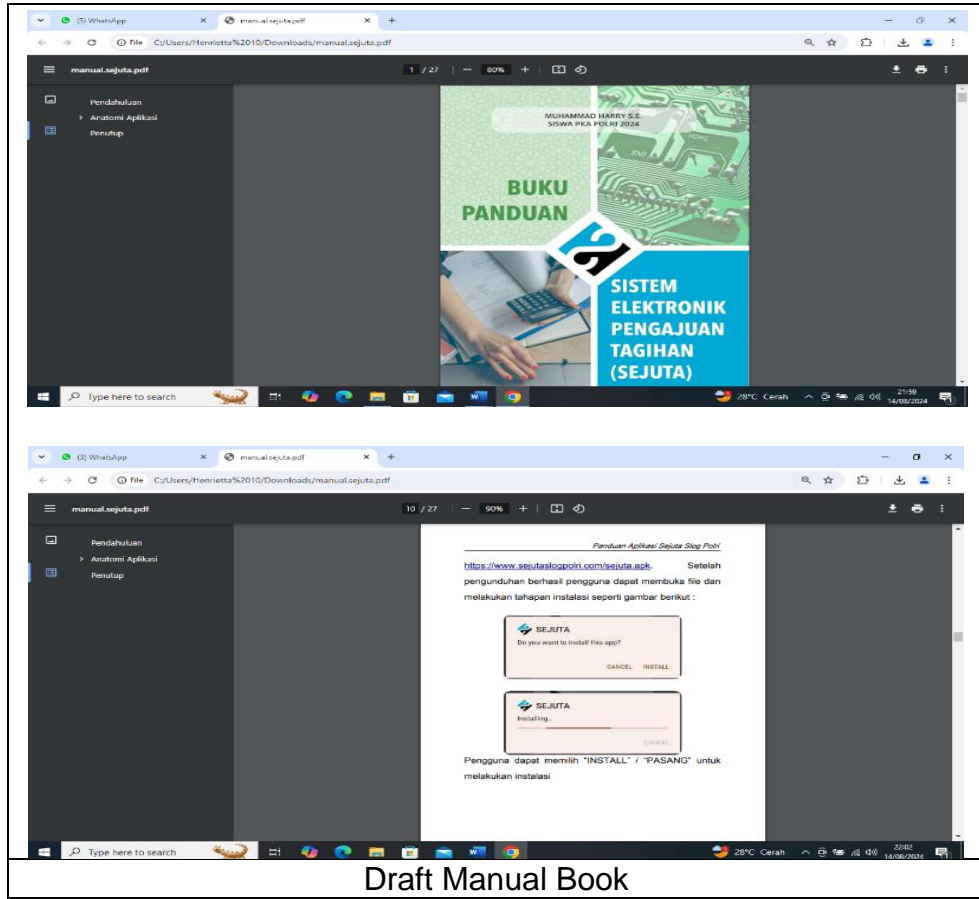 (3) WhatsApp
manual.sejuta.pdf
File
C:/Users/Henrietta%2010/Downloads/manual.sejuta.pdf
manual.sejuta.pdf
1 / 27
60%
Pendahuluan
Anatomi Aplikasi
Penutup
MUHAMMAD HARRY S.E.
SISWA PKA POLRI 2024
BUKU
PANDUAN
SISTEM
ELEKTRONIK
PENGAJUAN
TAGIHAN
(SEJUTA)
Type here to search
28°C Cerah
21:59
14/08/2024
(3) WhatsApp
manual.sejuta.pdf
File
C:/Users/Henrietta%2010/Downloads/manual.sejuta.pdf
manual.sejuta.pdf
10 / 27
90%
Pendahuluan
Anatomi Aplikasi
Penutup
Panduan Aplikasi Sejuta Slog Polri
https://www.sejutaslogpolri.com/sejuta.apk. Setelah
pengunduhan berhasil pengguna dapat membuka file dan
melakukan tahapan instalasi seperti gambar berikut :
SEJUTA
Do you want to install this app?
CANCEL INSTALL
SEJUTA
Installing...
CANCEL
Pengguna dapat memilih "INSTALL" / "PASANG" untuk
melakukan instalasi
Type here to search
28°C Cerah
22:02
14/08/2024
Draft Manual Book